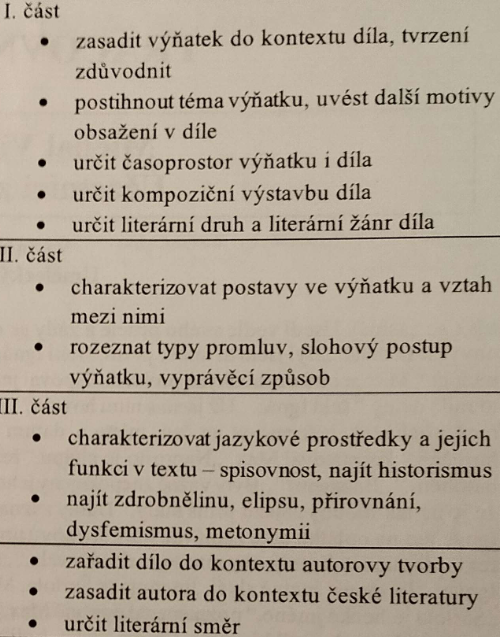 I. část
• zasadit výňatek do kontextu díla, tvrzení
zdůvodnit
• postihnout téma výňatku, uvést další motivy
obsažení v díle
• určit časoprostor výňatku i díla
• určit kompoziční výstavbu díla
• určit literární druh a literární žánr díla
II. část
• charakterizovat postavy ve výňatku a vztah
mezi nimi
• rozeznat typy promluv, slohový postup
výňatku, vyprávěcí způsob
III. část
• charakterizovat jazykové prostředky a jejich
funkci v textu – spisovnost, najít historismus
• najít zdrobnělinu, elipsu, přirovnání,
dysfemismus, metonymii
• zařadit dílo do kontextu autorovy tvorby
• zasadit autora do kontextu české literatury
• určit literární směr